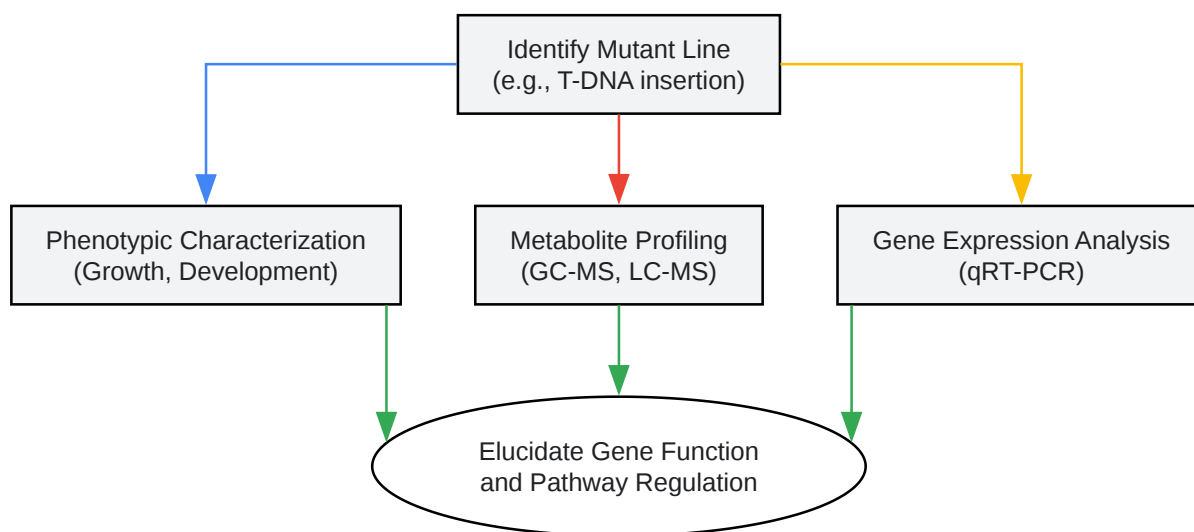 Identify Mutant Line
(e.g., T-DNA insertion)
Phenotypic Characterization
(Growth, Development)
Metabolite Profiling
(GC-MS, LC-MS)
Gene Expression Analysis
(qRT-PCR)
Elucidate Gene Function
and Pathway Regulation